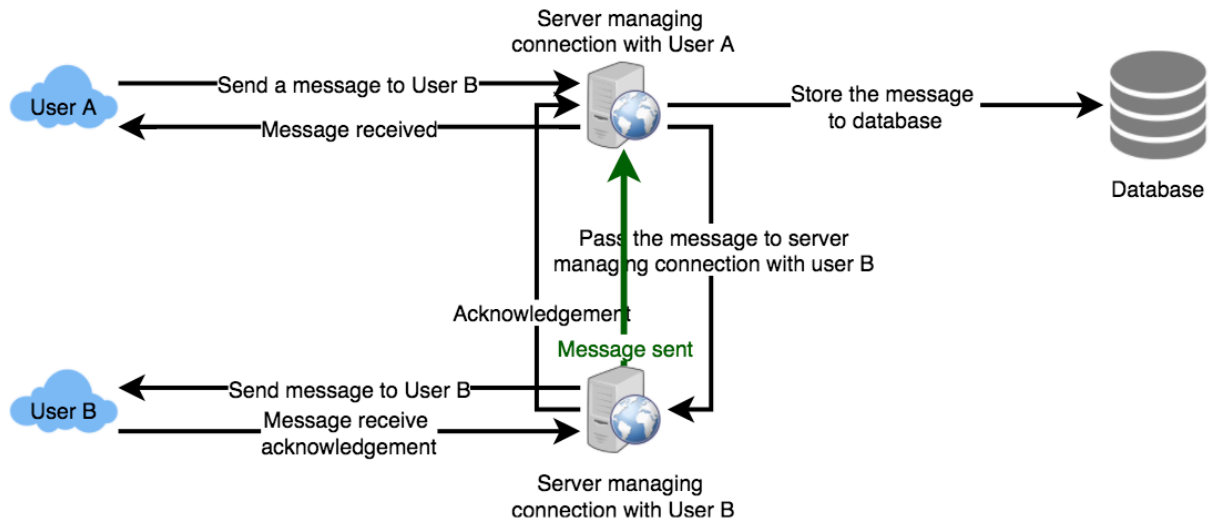 Server managing
connection with User A
Send a message to User B
User A
Message received
Store the message
to database
Database
Pass the message to server
managing connection with user B
Acknowledgement
Message sent
Send message to User B
User B
Message receive
acknowledgement
Server managing
connection with User B